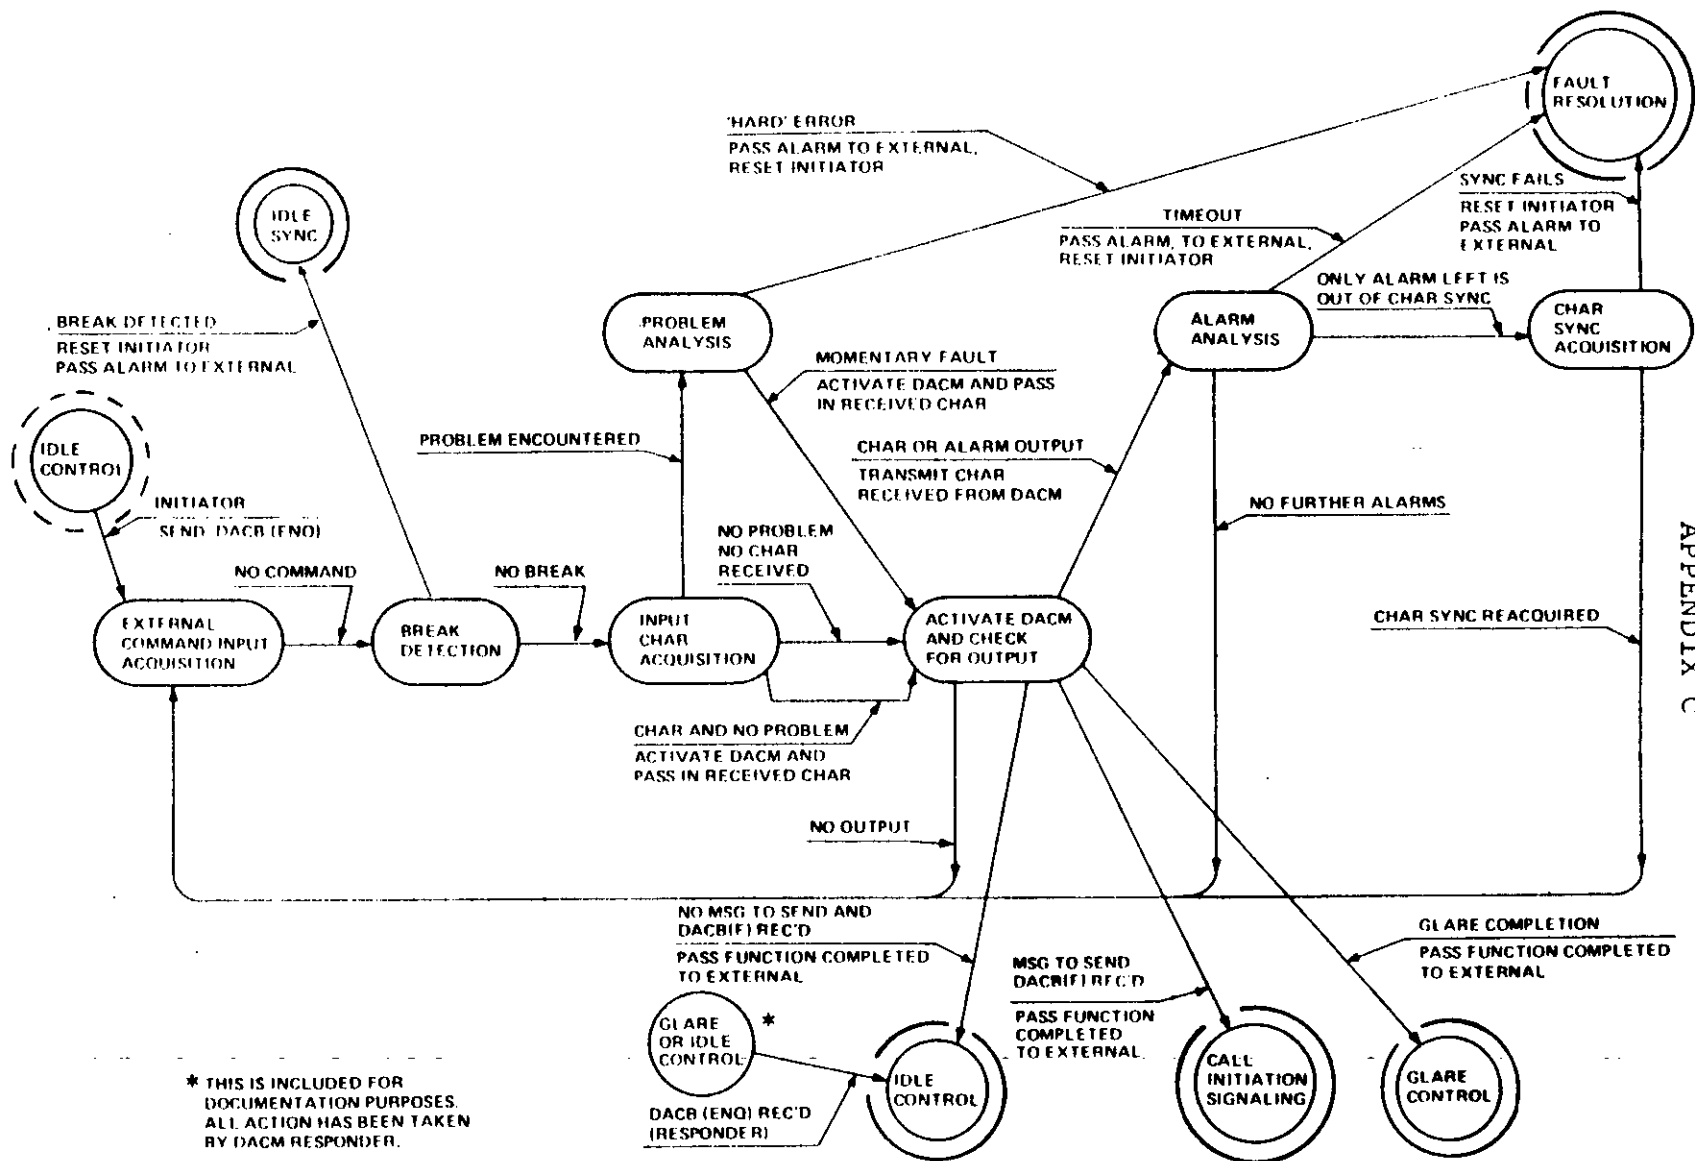 FAULT
RESOLUTION
'HARD' ERROR
PASS ALARM TO EXTERNAL,
RESET INITIATOR
SYNC FAILS
RESET INITIATOR
PASS ALARM TO
EXTERNAL
IDLE
SYNC
TIMEOUT
PASS ALARM, TO EXTERNAL,
RESET INITIATOR
ONLY ALARM LEFT IS
OUT OF CHAR SYNC
BREAK DETECTED
RESET INITIATOR
PASS ALARM TO EXTERNAL
PROBLEM
ANALYSIS
ALARM
ANALYSIS
CHAR
SYNC
ACQUISITION
MOMENTARY FAULT
ACTIVATE DACM AND PASS
IN RECEIVED CHAR
IDLE
CONTROL
PROBLEM ENCOUNTERED
CHAR OR ALARM OUTPUT
TRANSMIT CHAR
RECEIVED FROM DACM
NO FURTHER ALARMS
INITIATOR
SEND DACB (ENQ)
NO COMMAND
NO BREAK
NO PROBLEM
NO CHAR
RECEIVED
EXTERNAL
COMMAND INPUT
ACQUISITION
BREAK
DETECTION
INPUT
CHAR
ACQUISITION
ACTIVATE DACM
AND CHECK
FOR OUTPUT
CHAR SYNC REACQUIRED
APPPENDIX C
CHAR AND NO PROBLEM
ACTIVATE DACM AND
PASS IN RECEIVED CHAR
NO OUTPUT
NO MSG TO SEND AND
DACB(F) REC'D
PASS FUNCTION COMPLETED
TO EXTERNAL
MSG TO SEND
DACB(F) REC'D
PASS FUNCTION
COMPLETED
TO EXTERNAL
GLARE COMPLETION
PASS FUNCTION COMPLETED
TO EXTERNAL
GLARE
OR IDLE
CONTROL
*
DACB (ENQ) REC'D
(RESPONDER)
IDLE
CONTROL
CALL
INITIATION
SIGNALING
GLARE
CONTROL
* THIS IS INCLUDED FOR
DOCUMENTATION PURPOSES.
ALL ACTION HAS BEEN TAKEN
BY DACM RESPONDER.